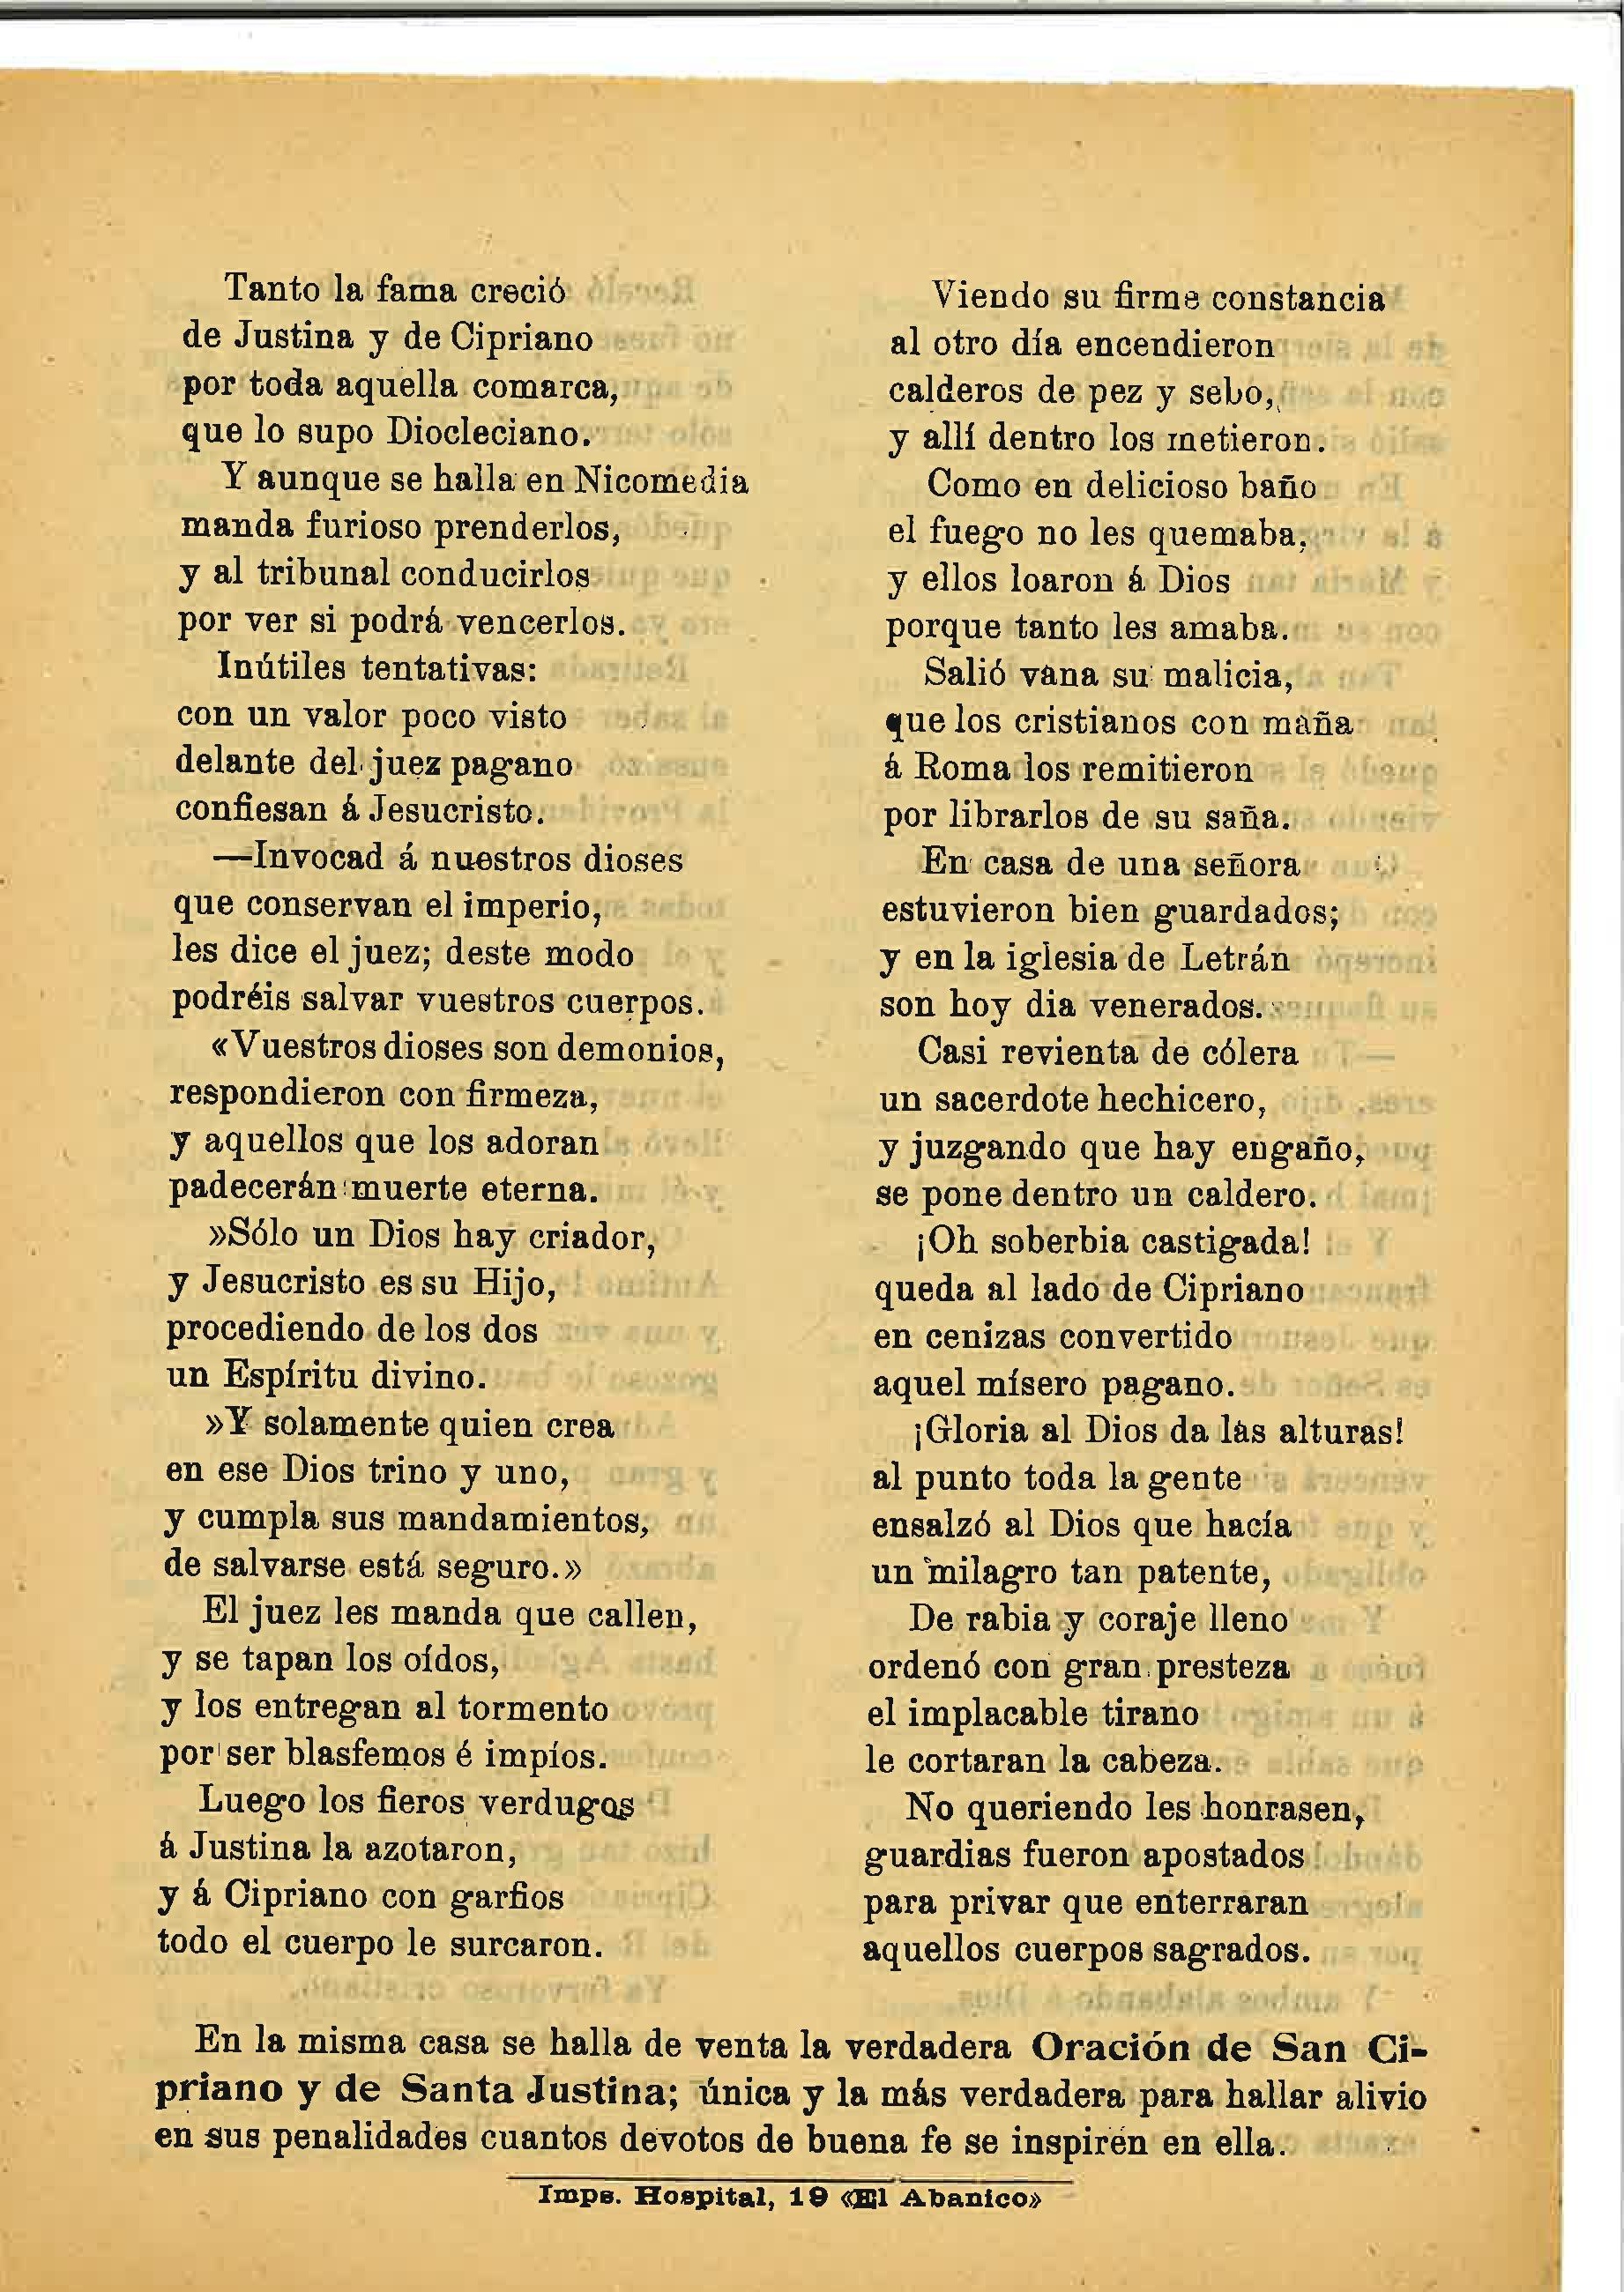 Tanto la fama creció
de Justina y de Cipriano
por toda aquella comarca,
que lo supo Diocleciano.
Y aunque se halla en Nicomedia
manda furioso prenderlos,
y al tribunal conducirlos
por ver si podrá vencerlos.
Inútiles tentativas:
con un valor poco visto
delante del juez pagano
confiesan á Jesucristo.
—Invocad á nuestros dioses
que conservan el imperio,
les dice el juez; deste modo
podréis salvar vuestros cuerpos.
«Vuestros dioses son demonios,
respondieron con firmeza,
y aquellos que los adoran
padecerán muerte eterna.
»Sólo un Dios hay criador,
y Jesucristo es su Hijo,
procediendo de los dos
un Espíritu divino.
»Y solamente quien crea
en ese Dios trino y uno,
y cumpla sus mandamientos,
de salvarse está seguro.»
El juez les manda que callen,
y se tapan los oídos,
y los entregan al tormento
por ser blasfemos é impíos.
Luego los fieros verdugos
á Justina la azotaron,
y á Cipriano con garfios
todo el cuerpo le surcaron.
Viendo su firme constancia
al otro día encendieron
calderos de pez y sebo,
y allí dentro los metieron.
Como en delicioso baño
el fuego no les quemaba,
y ellos loaron á Dios
porque tanto les amaba.
Salió vana su malicia,
que los cristianos con maña
á Roma los remitieron
por librarlos de su saña.
En casa de una señora
estuvieron bien guardados;
y en la iglesia de Letrán
son hoy dia venerados.
Casi revienta de cólera
un sacerdote hechicero,
y juzgando que hay engaño,
se pone dentro un caldero.
¡Oh soberbia castigada!
queda al lado de Cipriano
en cenizas convertido
aquel mísero pagano.
¡Gloria al Dios da las alturas!
al punto toda la gente
ensalzó al Dios que hacía
un milagro tan patente,
De rabia y coraje lleno
ordenó con gran presteza
el implacable tirano
le cortaran la cabeza.
No queriendo les honrasen,
guardias fueron apostados
para privar que enterraran
aquellos cuerpos sagrados.
En la misma casa se halla de venta la verdadera Oración de San Ci-
priano y de Santa Justina; única y la más verdadera para hallar alivio
en sus penalidades cuantos devotos de buena fe se inspiren en ella.
Imps. Hospital, 19 «El Abanico»